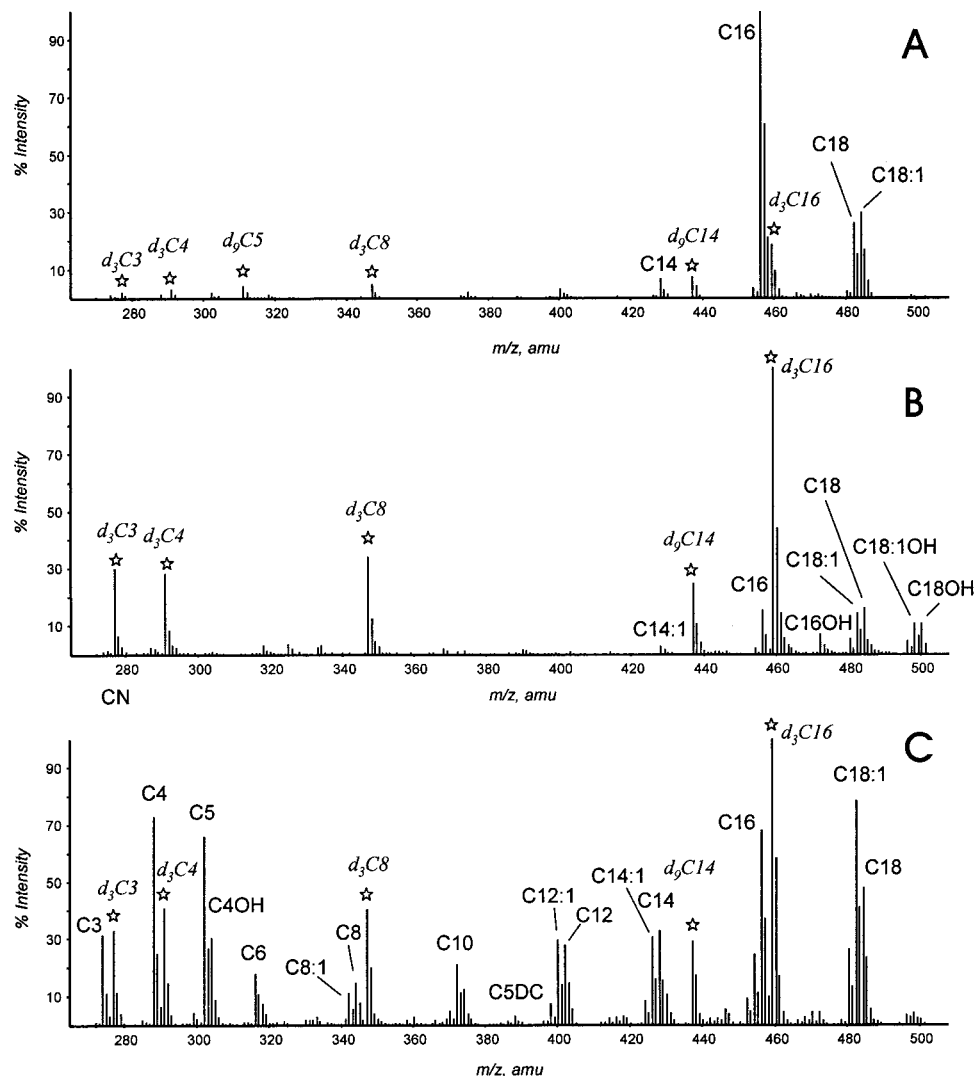 A
% Intensity
90
70
50
30
10
d3C3
d3C4
d9C5
d3C8
C14
d9C14
C16
d3C16
C18
C18:1
280 300 320 340 360 380 400 420 440 460 480 500
m/z, amu
B
% Intensity
90
70
50
30
10
d3C3
d3C4
d3C8
C14:1
d9C14
C16
d3C16
C16OH
C18:1
C18
C18:1OH
C18OH
280 300 320 340 360 380 400 420 440 460 480 500
CN
m/z, amu
C
% Intensity
90
70
50
30
10
C3
d3C3
C4
d3C4
C5
C4OH
C6
C8:1
C8
d3C8
C10
C5DC
C12:1
C12
C14:1
C14
d9C14
C16
d3C16
C18:1
C18
280 300 320 340 360 380 400 420 440 460 480 500
m/z, amu